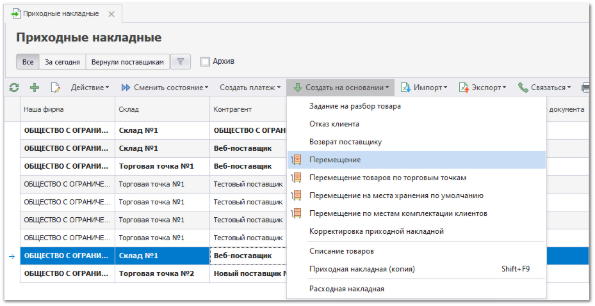 Приходные накладные
Приходные накладные
Все За сегодня Вернули поставщикам Архив
Действие Сменить состояние Создать платеж Создать на основании Импорт Экспорт Связаться
Наша фирма Склад Контрагент документа
Задание на разбор товара
ОБЩЕСТВО С ОГРАНИ... Склад №1 ОБЩЕСТВО С ОГРАНИ
Отказ клиента
ОБЩЕСТВО С ОГРАНИ... Склад №1 Веб-поставщик
Возврат поставщику
ОБЩЕСТВО С ОГРАНИ... Торговая точка №1 Веб-поставщик
Перемещение
ОБЩЕСТВО С ОГРАНИЧЕ... Торговая точка №1 Тестовый поставщик
Перемещение товаров по торговым точкам
ОБЩЕСТВО С ОГРАНИЧЕ... Торговая точка №1 Тестовый поставщик
Перемещение на места хранения по умолчанию
ОБЩЕСТВО С ОГРАНИЧЕ... Торговая точка №1 Тестовый поставщик
Перемещение по местам комплектации клиентов
ОБЩЕСТВО С ОГРАНИЧЕ... Торговая точка №1 Тестовый поставщик
Корректировка приходной накладной
ОБЩЕСТВО С ОГРАНИ... Склад №1 Веб-поставщик
Списание товаров
ОБЩЕСТВО С ОГРАНИ... Торговая точка №2 Новый поставщик
Приходная накладная (копия) Shift+F9
Расходная накладная